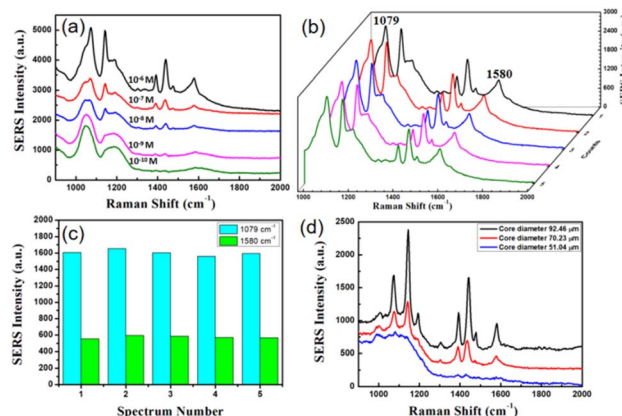 (a)
5000
4000
3000
2000
1000
0
SERS Intensity (a.u.)
10-6 M
10-7 M
10-8 M
10-9 M
10-10 M
1000 1200 1400 1600 1800 2000
Raman Shift (cm-1)
(b)
1079
1580
3000
2400
1800
1200
600
0
SERS Intensity (a.u.)
1000 1200 1400 1600 1800 2000
Raman Shift (cm-1)
(c)
1079 cm-1
1580 cm-1
2000
1800
1600
1400
1200
1000
800
600
400
200
0
SERS Intensity (a.u.)
1 2 3 4 5
Spectrum Number
(d)
Core diameter 92.46 μm
Core diameter 70.23 μm
Core diameter 51.04 μm
2500
2000
1500
1000
500
0
SERS Intensity (a.u.)
1000 1200 1400 1600 1800 2000
Raman Shift (cm-1)